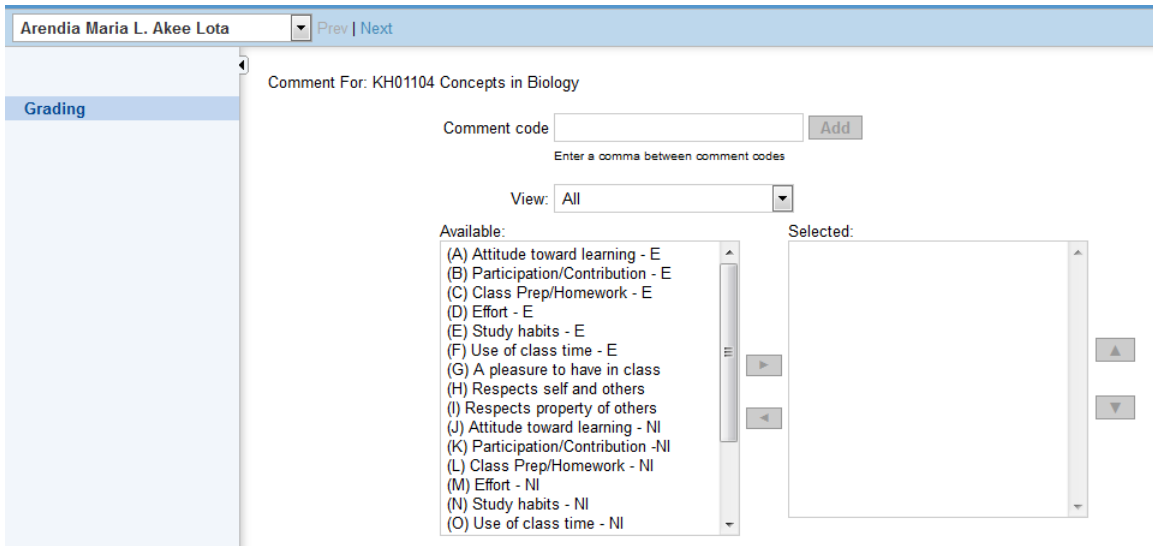 Arendia Maria L. Akee Lota Prev | Next
Grading
Comment For: KH01104 Concepts in Biology
Comment code Add
Enter a comma between comment codes
View: All
Available: Selected:
(A) Attitude toward learning - E
(B) Participation/Contribution - E
(C) Class Prep/Homework - E
(D) Effort - E
(E) Study habits - E
(F) Use of class time - E
(G) A pleasure to have in class
(H) Respects self and others
(I) Respects property of others
(J) Attitude toward learning - NI
(K) Participation/Contribution -NI
(L) Class Prep/Homework - NI
(M) Effort - NI
(N) Study habits - NI
(O) Use of class time - NI